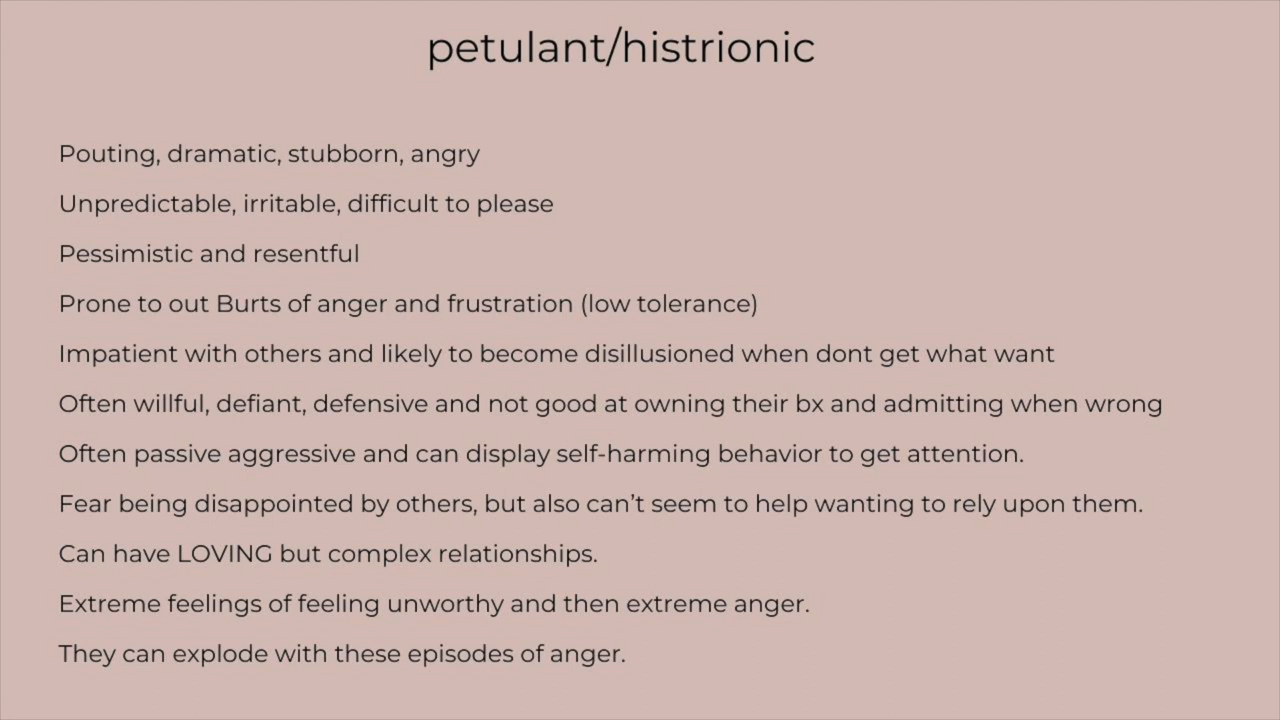 petulant/histrionic
Pouting, dramatic, stubborn, angry
Unpredictable, irritable, difficult to please
Pessimistic and resentful
Prone to out Burts of anger and frustration (low tolerance)
Impatient with others and likely to become disillusioned when dont get what want
Often willful, defiant, defensive and not good at owning their bx and admitting when wrong
Often passive aggressive and can display self-harming behavior to get attention.
Fear being disappointed by others, but also can’t seem to help wanting to rely upon them.
Can have LOVING but complex relationships.
Extreme feelings of feeling unworthy and then extreme anger.
They can explode with these episodes of anger.